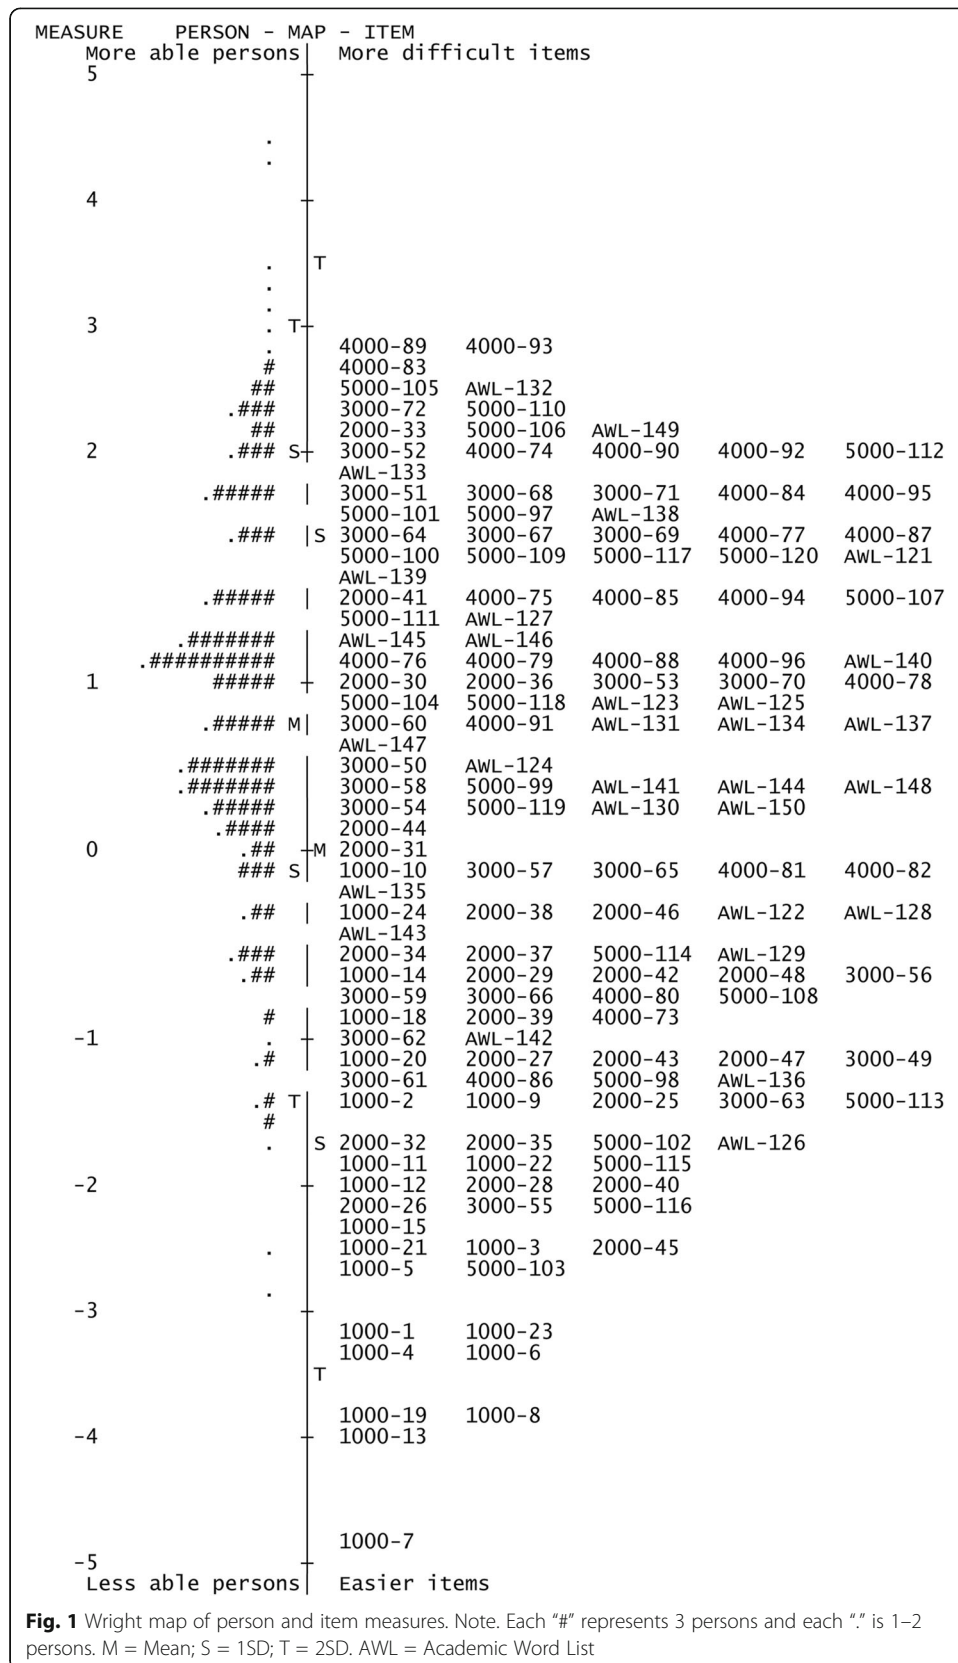 MEASURE PERSON - MAP - ITEM
More able persons| More difficult items
5 +
.
.
4 +
. T
.
.
3 . T+
. 4000-89 4000-93
# 4000-83
## 5000-105 AWL-132
.### 3000-72 5000-110
## 2000-33 5000-106 AWL-149
2 .### S+ 3000-52 4000-74 4000-90 4000-92 5000-112
AWL-133
.##### | 3000-51 3000-68 3000-71 4000-84 4000-95
5000-101 5000-97 AWL-138
.### |S 3000-64 3000-67 3000-69 4000-77 4000-87
5000-100 5000-109 5000-117 5000-120 AWL-121
AWL-139
.##### | 2000-41 4000-75 4000-85 4000-94 5000-107
5000-111 AWL-127
.####### AWL-145 AWL-146
.########## 4000-76 4000-79 4000-88 4000-96 AWL-140
1 ##### + 2000-30 2000-36 3000-53 3000-70 4000-78
5000-104 5000-118 AWL-123 AWL-125
.##### M| 3000-60 4000-91 AWL-131 AWL-134 AWL-137
AWL-147
.####### | 3000-50 AWL-124
.####### | 3000-58 5000-99 AWL-141 AWL-144 AWL-148
.##### | 3000-54 5000-119 AWL-130 AWL-150
.#### | 2000-44
0 .## +M 2000-31
### S| 1000-10 3000-57 3000-65 4000-81 4000-82
AWL-135
.## | 1000-24 2000-38 2000-46 AWL-122 AWL-128
AWL-143
.### | 2000-34 2000-37 5000-114 AWL-129
.## | 1000-14 2000-29 2000-42 2000-48 3000-56
3000-59 3000-66 4000-80 5000-108
# | 1000-18 2000-39 4000-73
-1 . + 3000-62 AWL-142
.# | 1000-20 2000-27 2000-43 2000-47 3000-49
3000-61 4000-86 5000-98 AWL-136
.# T| 1000-2 1000-9 2000-25 3000-63 5000-113
# |
. |S 2000-32 2000-35 5000-102 AWL-126
1000-11 1000-22 5000-115
-2 + 1000-12 2000-28 2000-40
2000-26 3000-55 5000-116
1000-15
. 1000-21 1000-3 2000-45
1000-5 5000-103
.
-3 +
1000-1 1000-23
1000-4 1000-6
T
1000-19 1000-8
-4 + 1000-13
1000-7
-5 +
Less able persons| Easier items
Fig. 1 Wright map of person and item measures. Note. Each “#” represents 3 persons and each “.” is 1–2
persons. M = Mean; S = 1SD; T = 2SD. AWL = Academic Word List